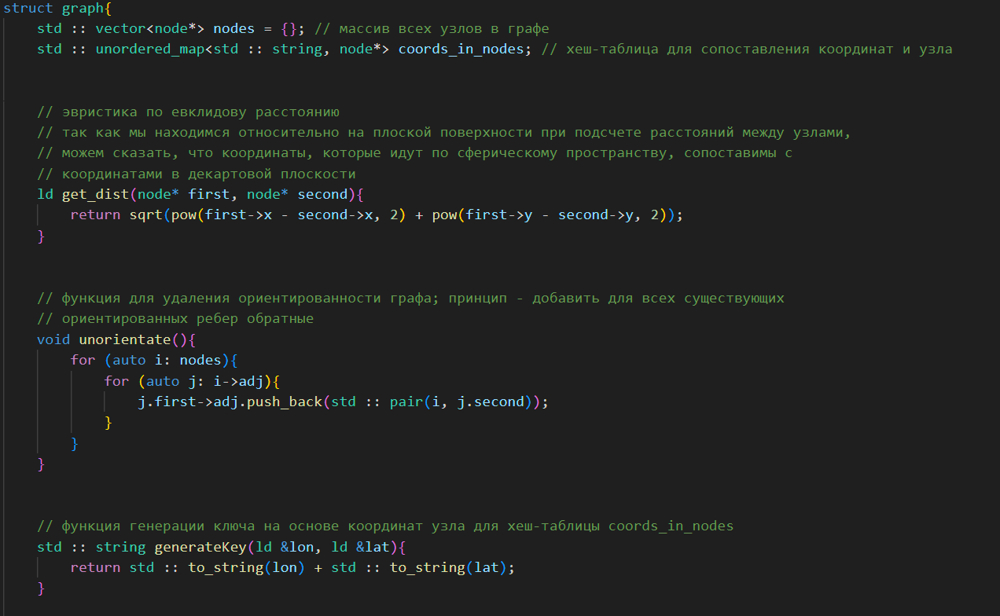 struct graph{
    std :: vector<node*> nodes = {}; // массив всех узлов в графе
    std :: unordered_map<std :: string, node*> coords_in_nodes; // хеш-таблица для сопоставления координат и узла
    // эвристика по евклидову расстоянию
    // так как мы находимся относительно на плоской поверхности при подсчете расстояний между узлами,
    // можем сказать, что координаты, которые идут по сферическому пространству, сопоставимы с
    // координатами в декартовой плоскости
    ld get_dist(node* first, node* second){
        return sqrt(pow(first->x - second->x, 2) + pow(first->y - second->y, 2));
    }
    // функция для удаления ориентированности графа; принцип - добавить для всех существующих
    // ориентированных ребер обратные
    void unorientate(){
        for (auto i: nodes){
            for (auto j: i->adj){
                j.first->adj.push_back(std :: pair(i, j.second));
            }
        }
    }
    // функция генерации ключа на основе координат узла для хеш-таблицы coords_in_nodes
    std :: string generateKey(ld &lon, ld &lat){
        return std :: to_string(lon) + std :: to_string(lat);
    }